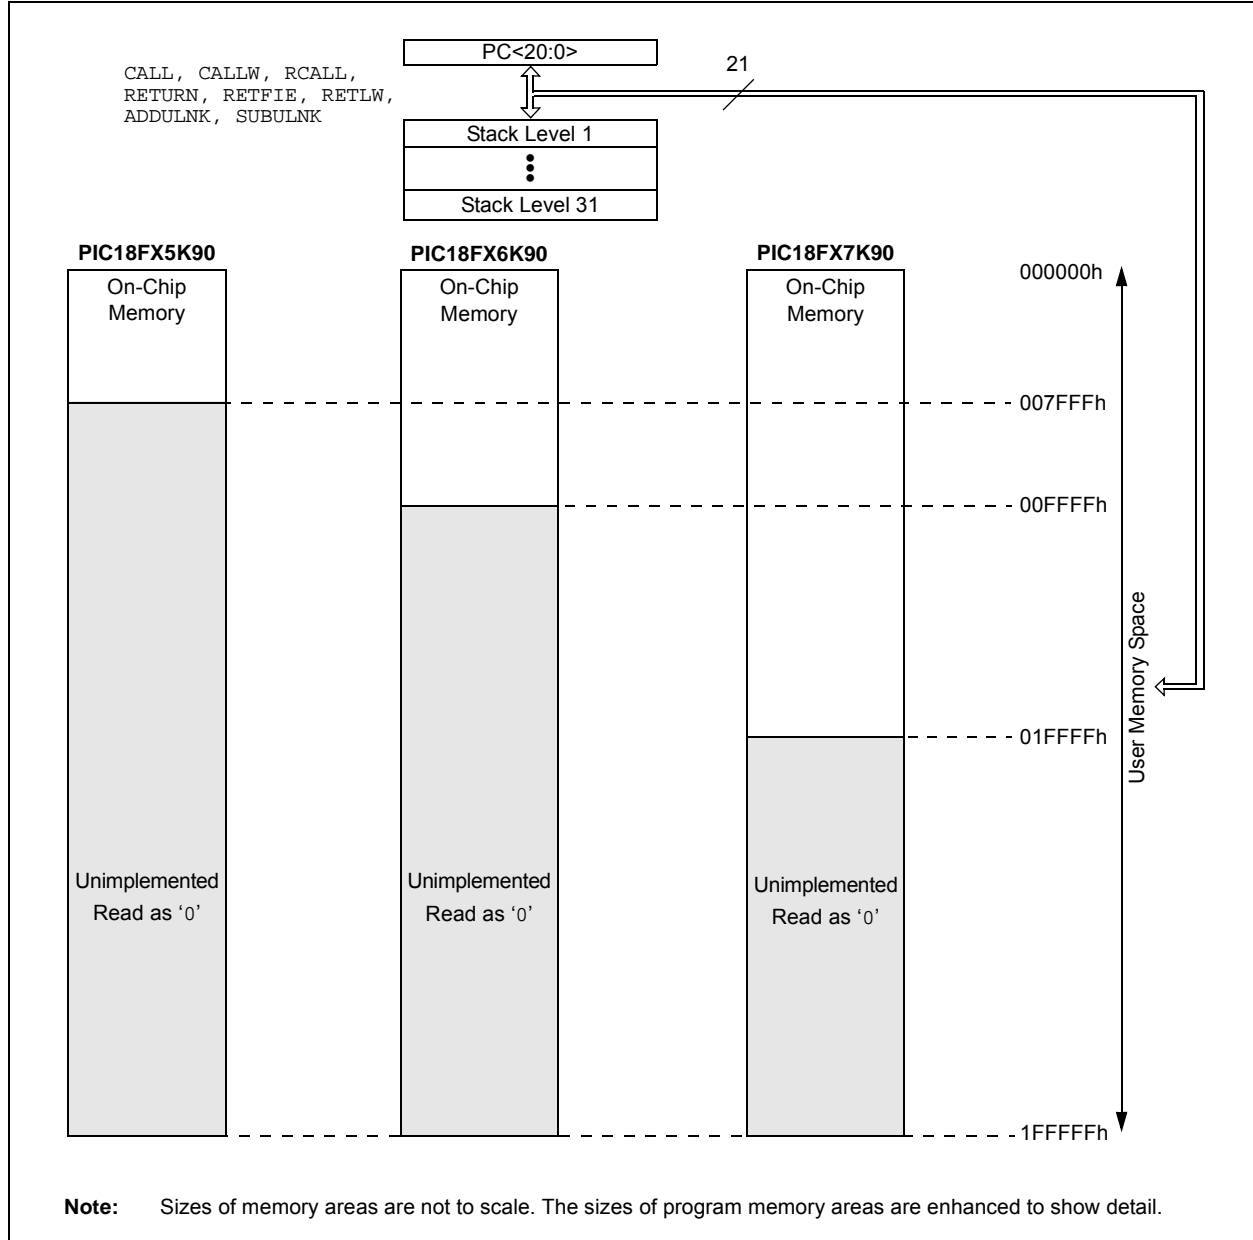 PC<20:0>
21
CALL, CALLW, RCALL,
RETURN, RETFIE, RETLW,
ADDULNK, SUBULNK
Stack Level 1
Stack Level 31
PIC18FX5K90
PIC18FX6K90
PIC18FX7K90
On-Chip
Memory
On-Chip
Memory
On-Chip
Memory
000000h
007FFFh
00FFFFh
01FFFFh
User Memory Space
Unimplemented
Read as ‘0’
Unimplemented
Read as ‘0’
Unimplemented
Read as ‘0’
1FFFFFh
Note: Sizes of memory areas are not to scale. The sizes of program memory areas are enhanced to show detail.